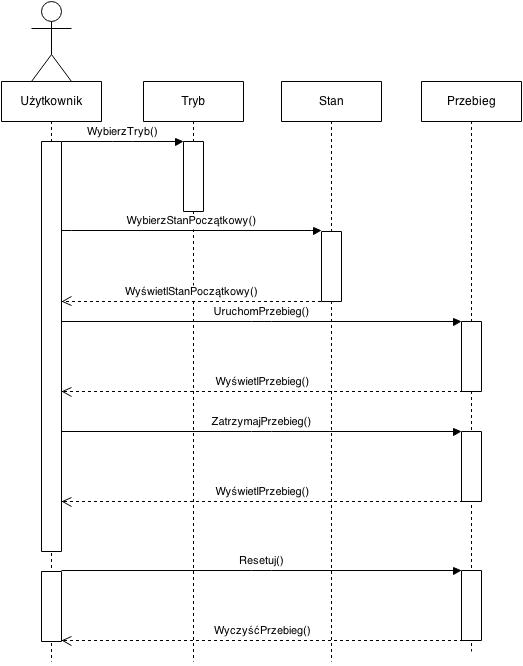 Użytkownik
Tryb
Stan
Przebieg
WybierzTryb()
WybierzStanPoczątkowy()
WyświetlStanPoczątkowy()
UruchomPrzebieg()
WyświetlPrzebieg()
ZatrzymajPrzebieg()
WyświetlPrzebieg()
Resetuj()
WyczyśćPrzebieg()